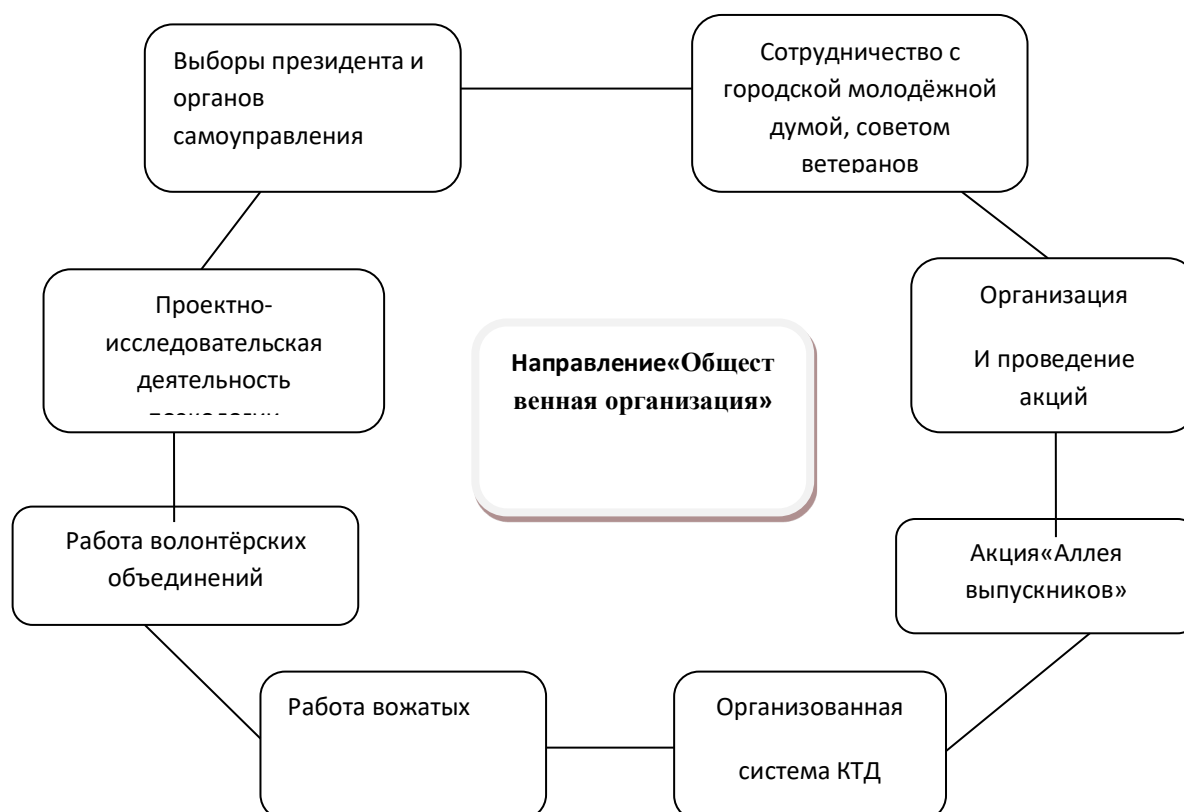 Выборы президента и
органов
самоуправления
Сотрудничество с
городской молодёжной
думой, советом
ветеранов
Проектно-
исследовательская
деятельность
Направление«Общест
венная организация»
Организация
И проведение
акций
Работа волонтёрских
объединений
Акция«Аллея
выпускников»
Работа вожатых
Организованная
система КТД